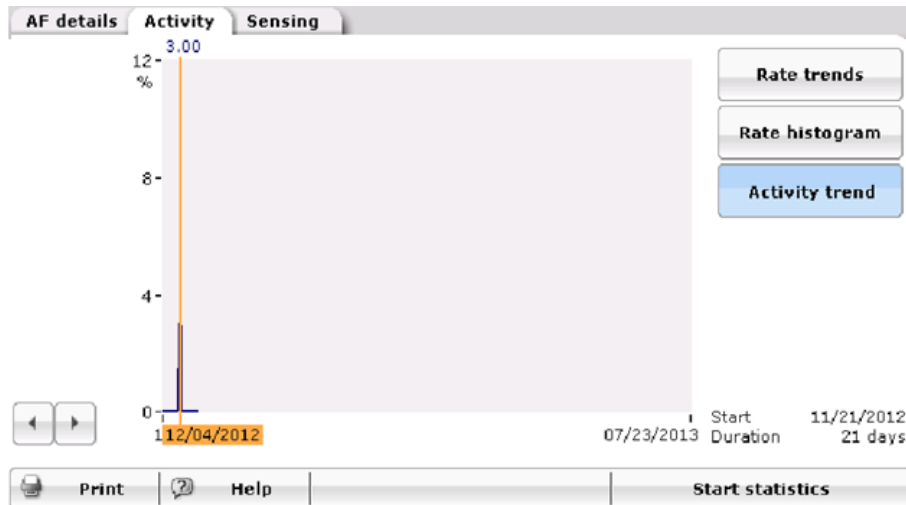 AF details Activity Sensing
3.00
12
%
8
4
0
12/04/2012
07/23/2013
Rate trends
Rate histogram
Activity trend
Start 11/21/2012
Duration 21 days
Print Help Start statistics